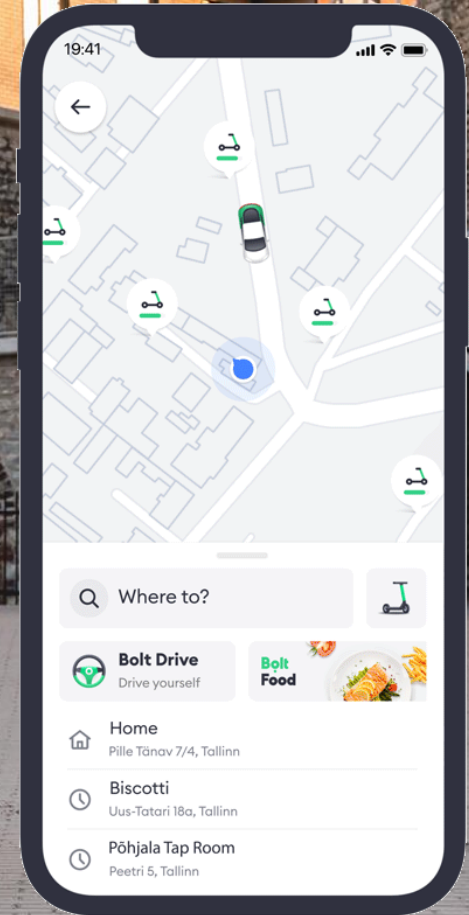 19:41
Where to?
Bolt Drive
Drive yourself
Bolt
Food
Home
Pille Tänav 7/4, Tallinn
Biscotti
Uus-Tatari 18a, Tallinn
Põhjala Tap Room
Peetri 5, Tallinn